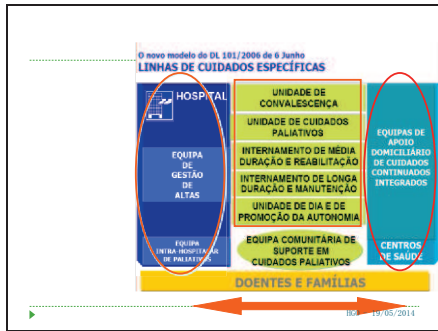 O novo modelo do DL 101/2006 de 6 Junho
LINHAS DE CUIDADOS ESPECÍFICAS
HOSPITAL
EQUIPA
DE
GESTÃO
DE
ALTAS
EQUIPA
INTRA-HOSPITALAR
DE PALIATIVOS
UNIDADE DE
CONVALESCENÇA
UNIDADE DE CUIDADOS
PALIATIVOS
INTERNAMENTO DE MÉDIA
DURAÇÃO E REABILITAÇÃO
INTERNAMENTO DE LONGA
DURAÇÃO E MANUTENÇÃO
UNIDADE DE DIA E DE
PROMOÇÃO DA AUTONOMIA
EQUIPA COMUNITÁRIA DE
SUPORTE EM
CUIDADOS PALIATIVOS
EQUIPAS DE
APOIO
DOMICILIÁRIO
DE CUIDADOS
CONTINUADOS
INTEGRADOS
CENTROS
DE SAÚDE
DOENTES E FAMÍLIAS
19/05/2014